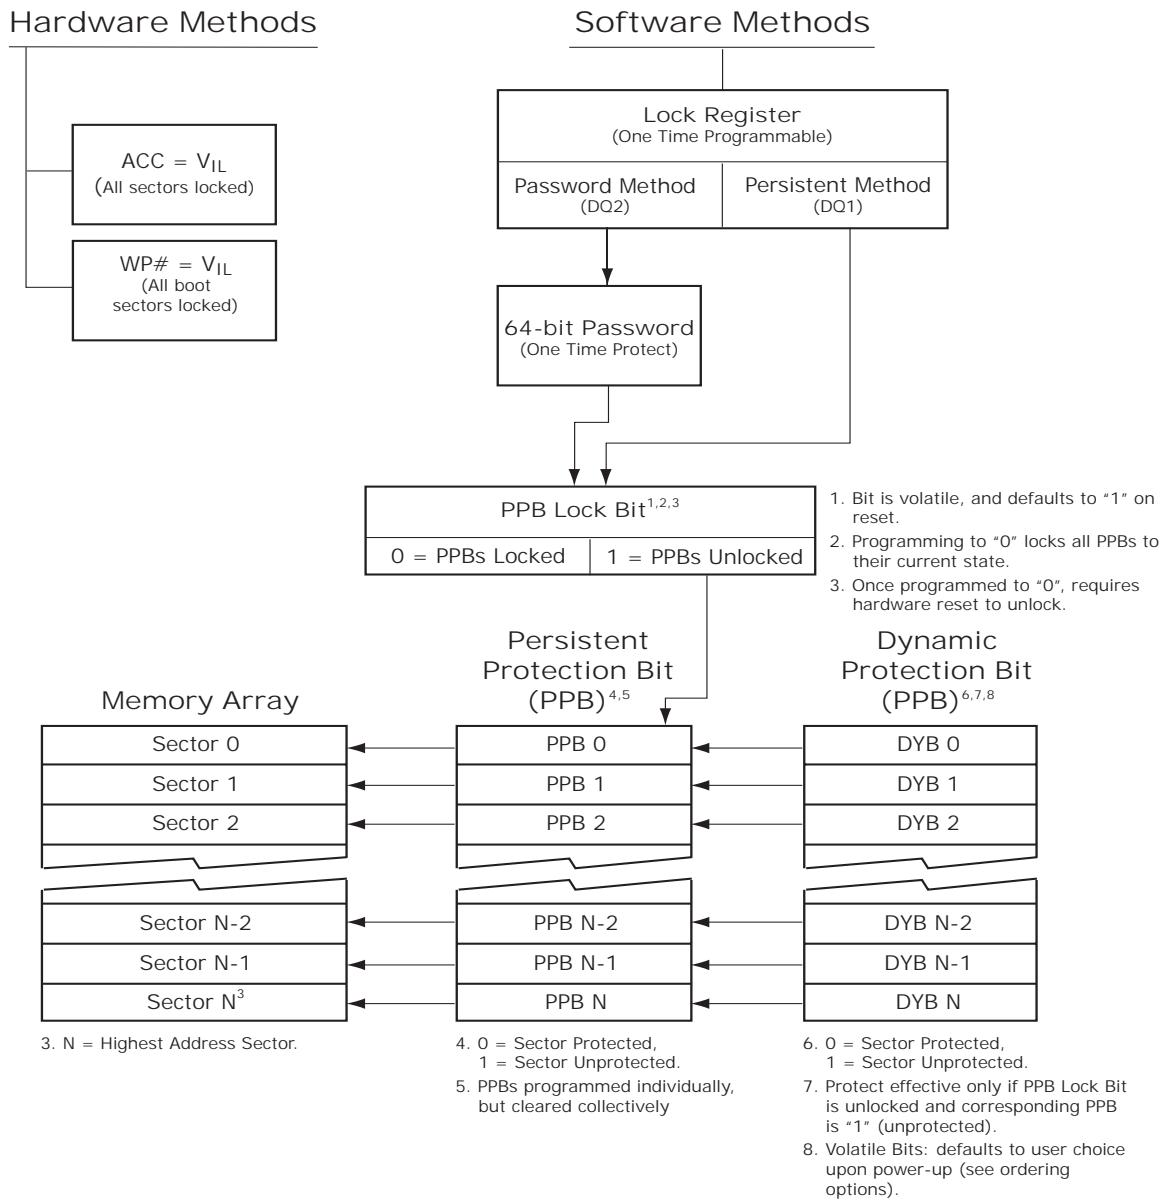 Hardware Methods
Software Methods
ACC = VIL
(All sectors locked)
WP# = VIL
(All boot
sectors locked)
Lock Register
(One Time Programmable)
Password Method
(DQ2)
Persistent Method
(DQ1)
64-bit Password
(One Time Protect)
PPB Lock Bit1,2,3
0 = PPBs Locked
1 = PPBs Unlocked
1. Bit is volatile, and defaults to “1” on
reset.
2. Programming to “0” locks all PPBs to
their current state.
3. Once programmed to “0”, requires
hardware reset to unlock.
Memory Array
Persistent
Protection Bit
(PPB)4,5
Dynamic
Protection Bit
(PPB)6,7,8
Sector 0
PPB 0
DYB 0
Sector 1
PPB 1
DYB 1
Sector 2
PPB 2
DYB 2
Sector N-2
PPB N-2
DYB N-2
Sector N-1
PPB N-1
DYB N-1
Sector N3
PPB N
DYB N
3. N = Highest Address Sector.
4. 0 = Sector Protected,
1 = Sector Unprotected.
5. PPBs programmed individually,
but cleared collectively
6. 0 = Sector Protected,
1 = Sector Unprotected.
7. Protect effective only if PPB Lock Bit
is unlocked and corresponding PPB
is “1” (unprotected).
8. Volatile Bits: defaults to user choice
upon power-up (see ordering
options).